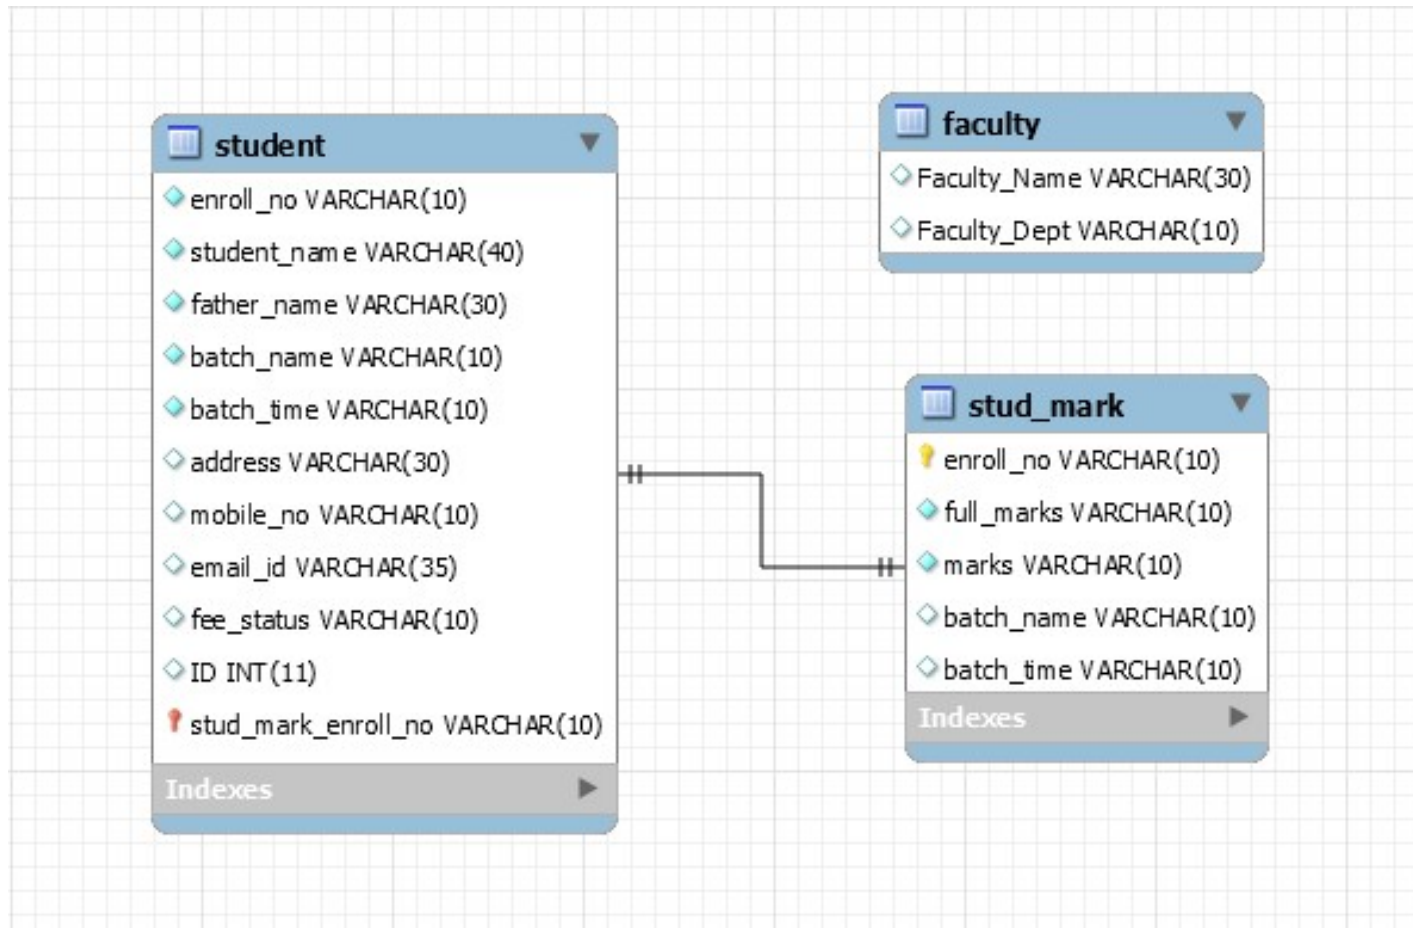 student
enroll_no VARCHAR(10)
student_name VARCHAR(40)
father_name VARCHAR(30)
batch_name VARCHAR(10)
batch_time VARCHAR(10)
address VARCHAR(30)
mobile_no VARCHAR(10)
email_id VARCHAR(35)
fee_status VARCHAR(10)
ID INT(11)
stud_mark_enroll_no VARCHAR(10)
Indexes
faculty
Faculty_Name VARCHAR(30)
Faculty_Dept VARCHAR(10)
stud_mark
enroll_no VARCHAR(10)
full_marks VARCHAR(10)
marks VARCHAR(10)
batch_name VARCHAR(10)
batch_time VARCHAR(10)
Indexes